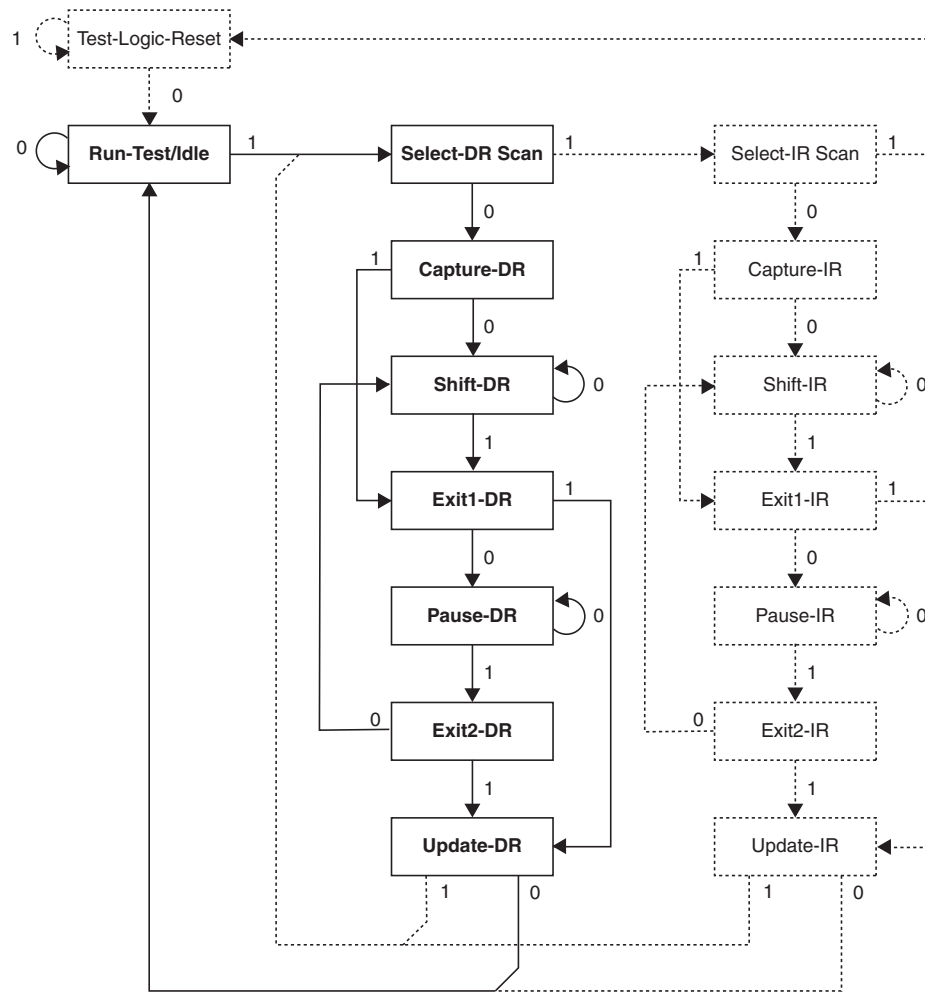 1
Test-Logic-Reset
0
0
Run-Test/Idle
1
Select-DR Scan
1
Select-IR Scan
1
0
0
1
Capture-DR
1
Capture-IR
0
0
Shift-DR
0
Shift-IR
0
1
1
Exit1-DR
1
Exit1-IR
1
0
0
Pause-DR
0
Pause-IR
0
1
1
0
Exit2-DR
0
Exit2-IR
1
1
Update-DR
Update-IR
1
0
1
0